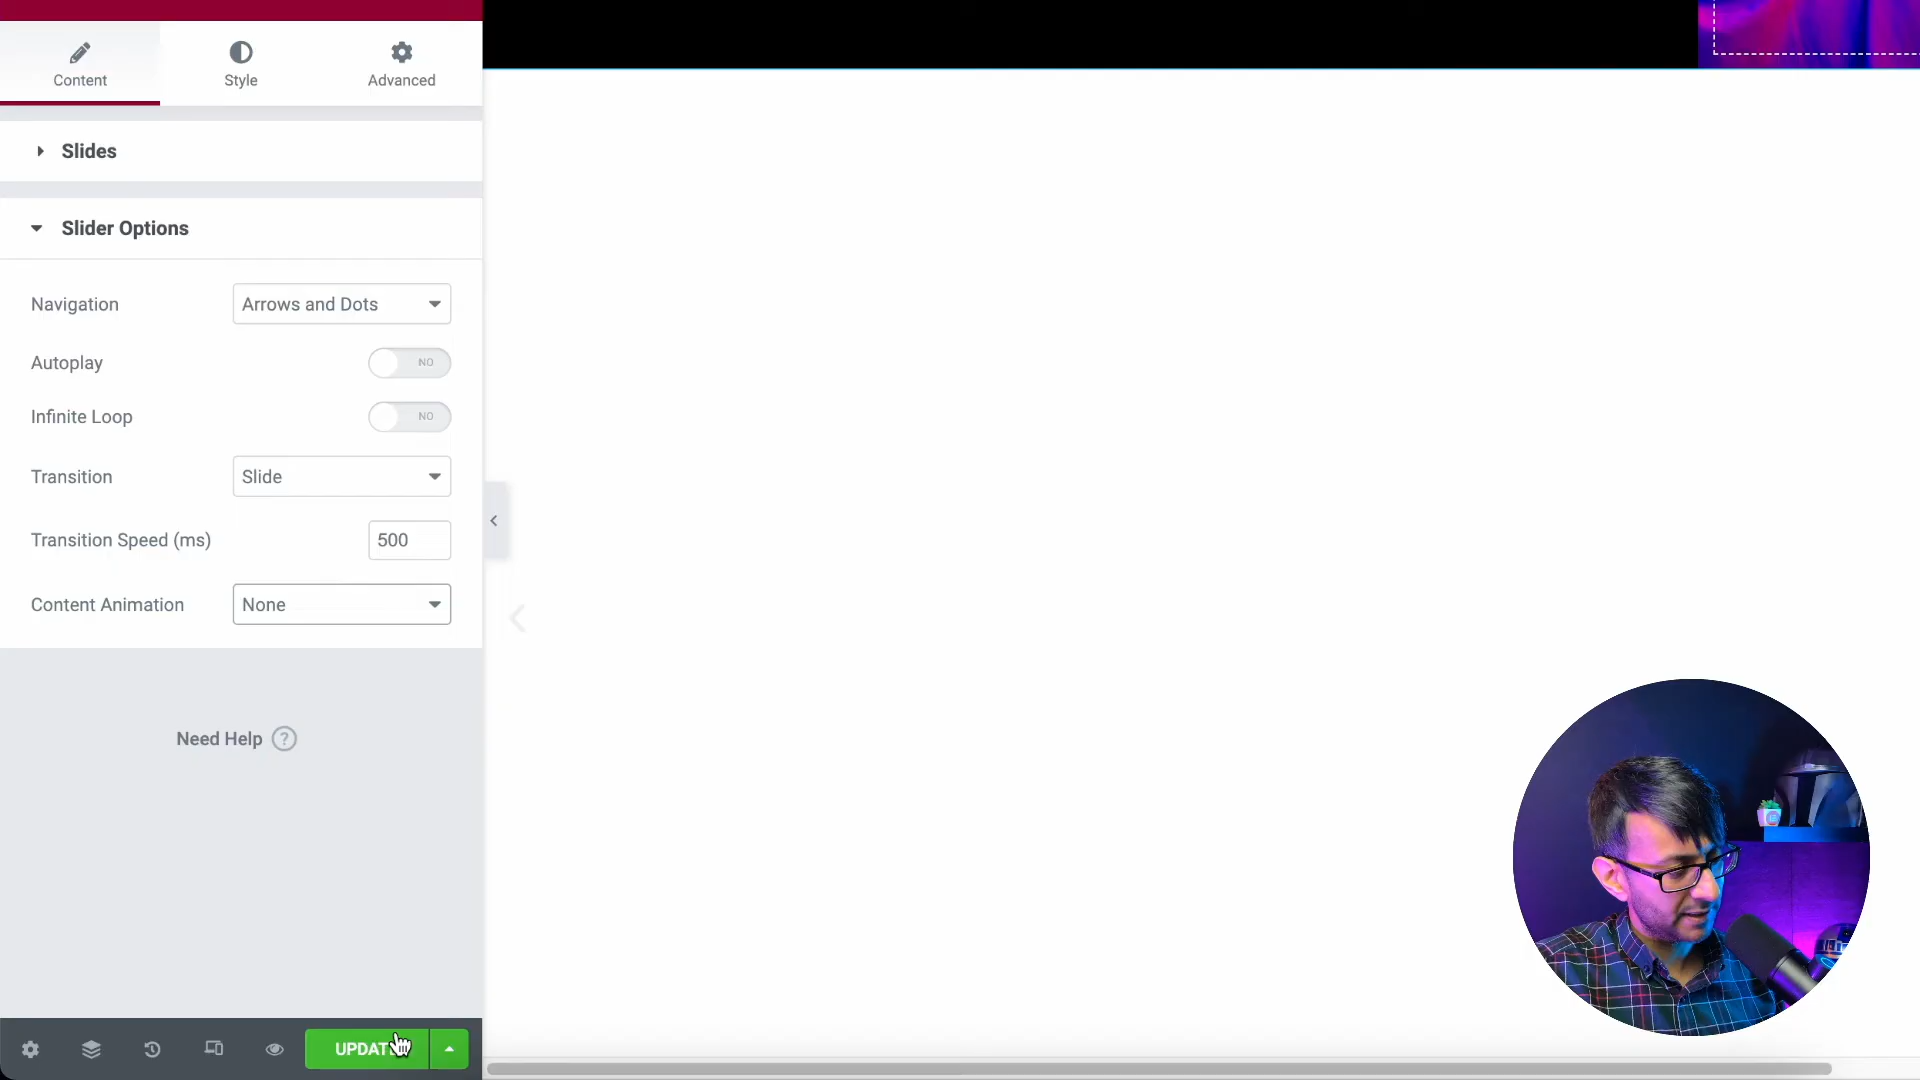 Content
Style
Advanced
Slides
Slider Options
Navigation
Arrows and Dots
Autoplay
NO
Infinite Loop
NO
Transition
Slide
Transition Speed (ms)
500
Content Animation
None
Need Help ?
UPDATE